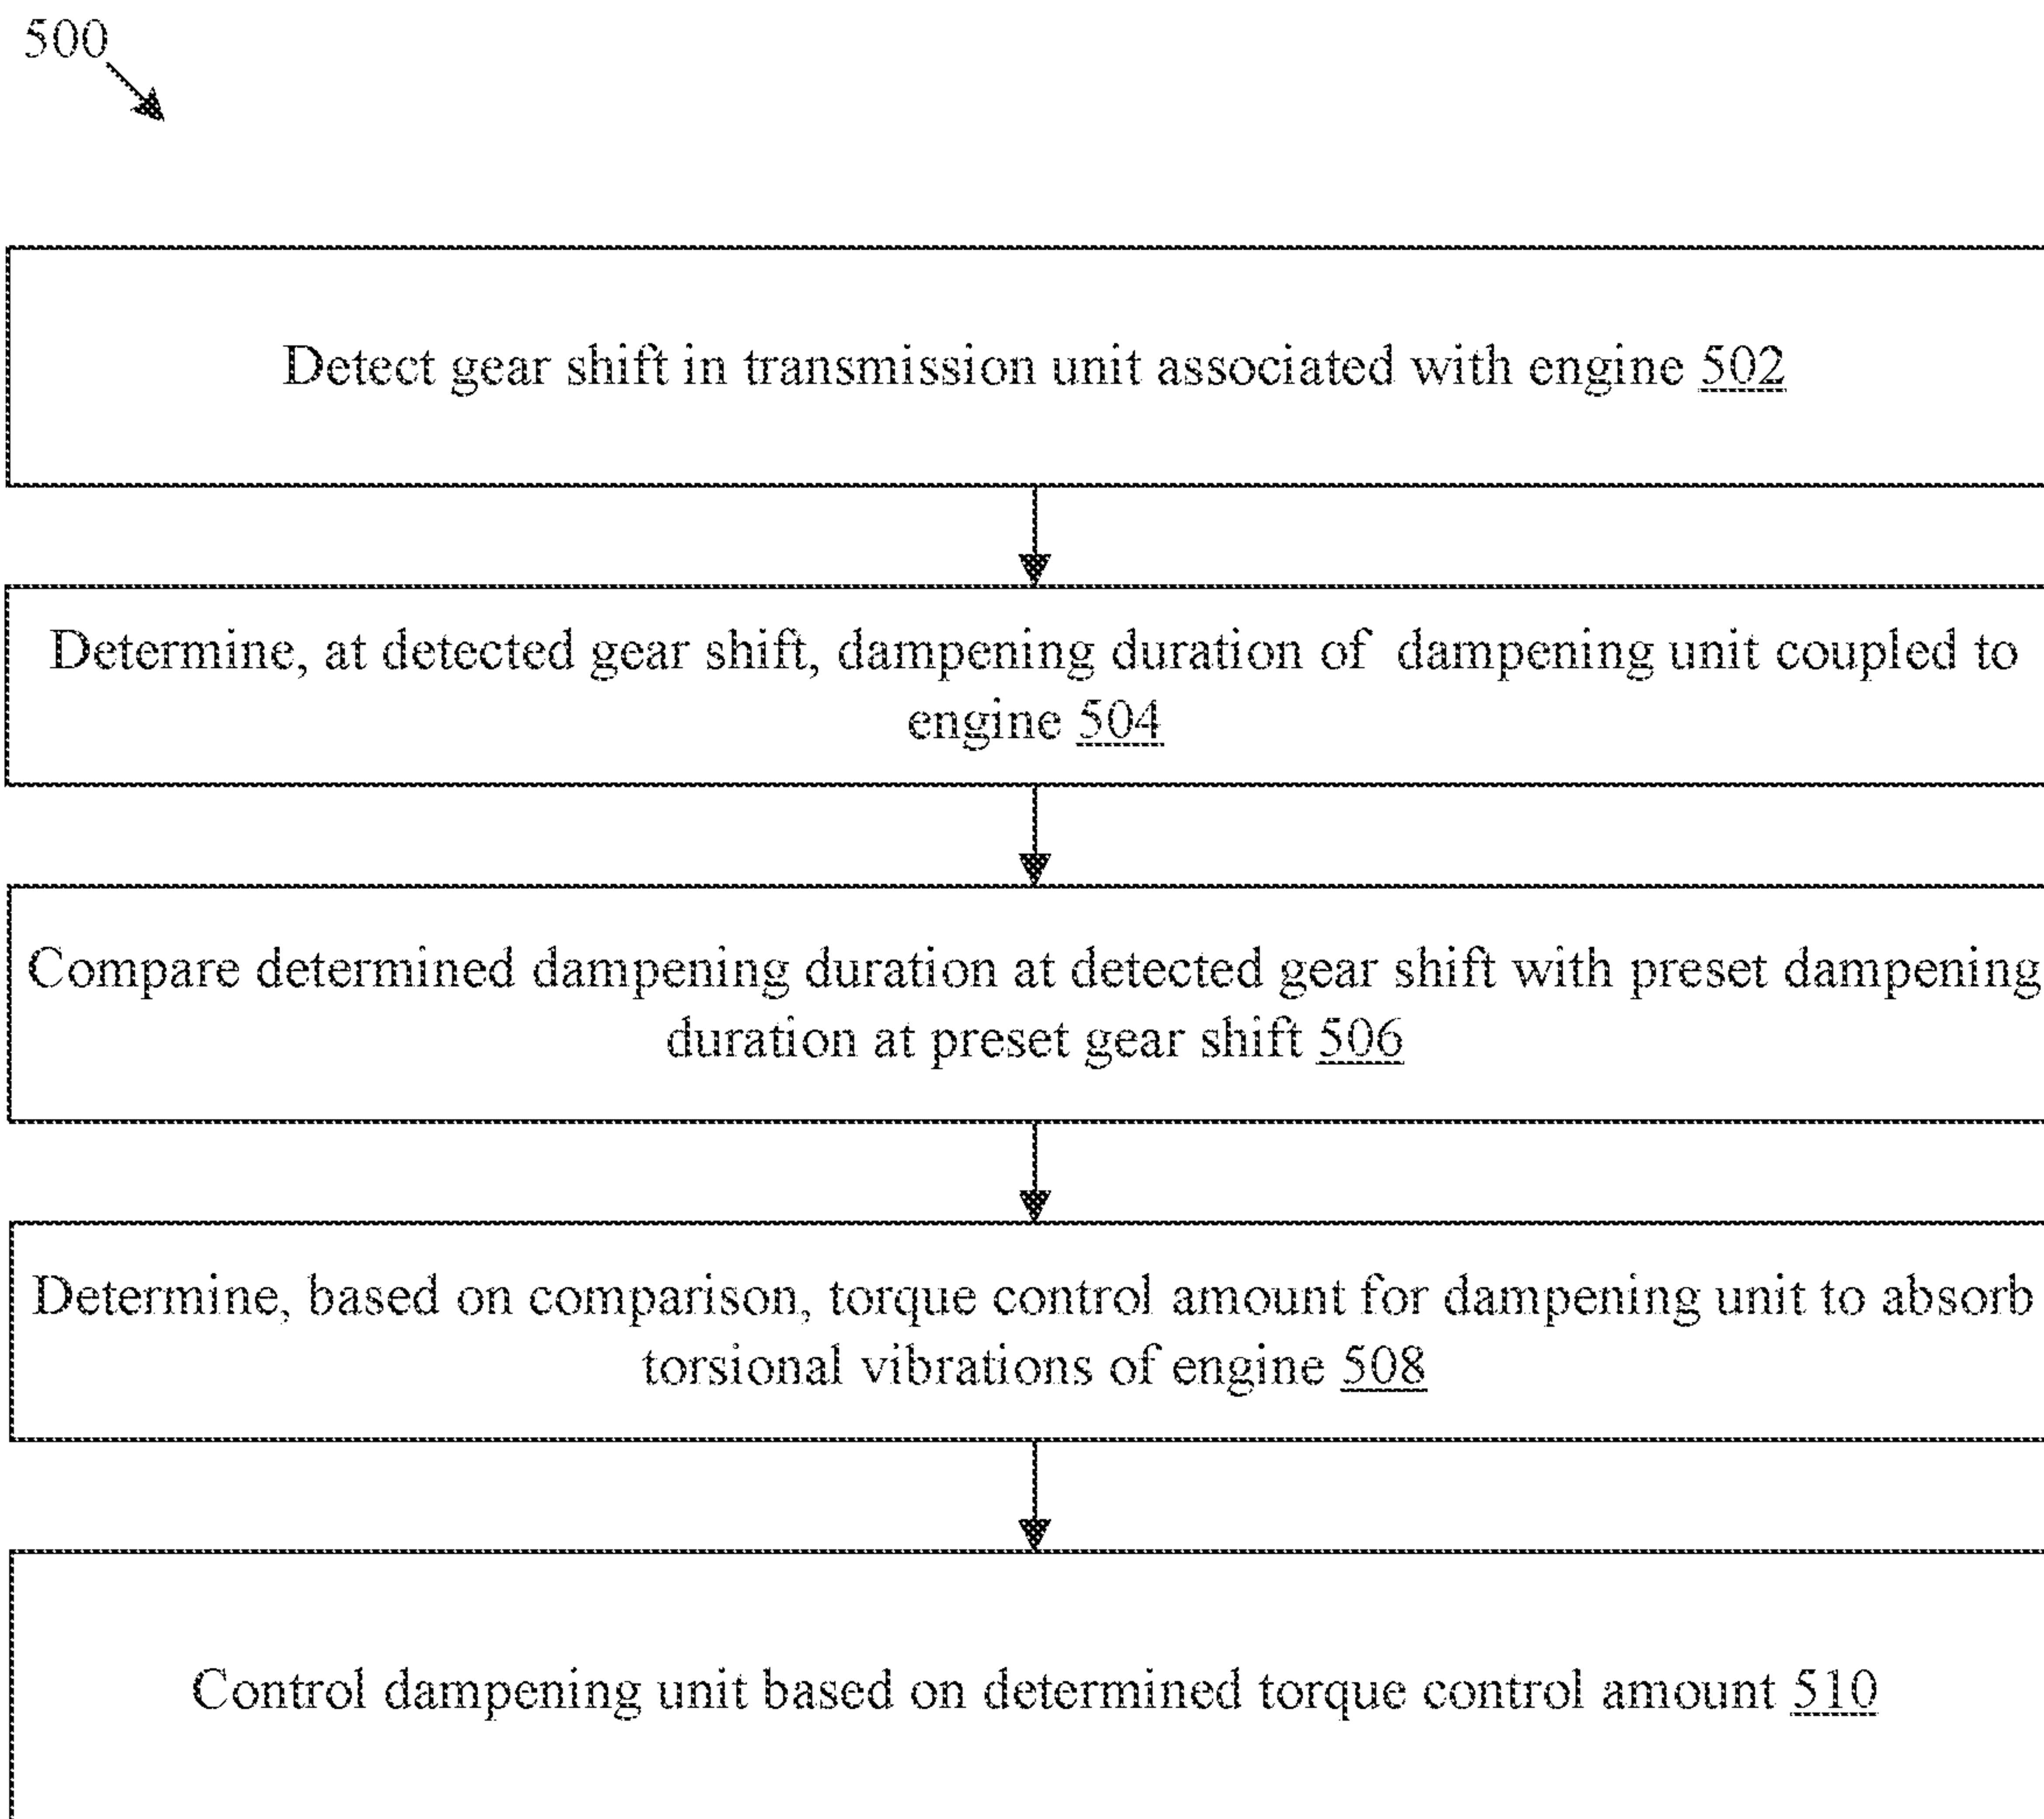 500
Detect gear shift in transmission unit associated with engine 502
Determine, at detected gear shift, dampening duration of dampening unit coupled to
engine 504
Compare determined dampening duration at detected gear shift with preset dampening
duration at preset gear shift 506
Determine, based on comparison, torque control amount for dampening unit to absorb
torsional vibrations of engine 508
Control dampening unit based on determined torque control amount 510